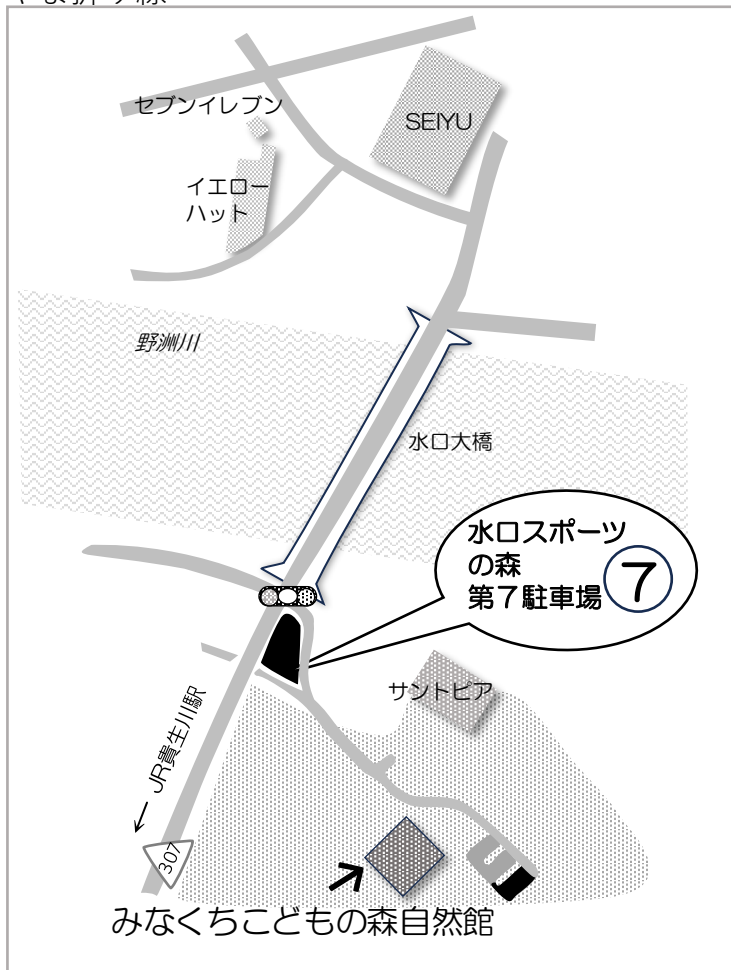 セブンイレブン
SEIYU
イエロー
ハット
野洲川
水口大橋
水口スポーツ
の森
第7駐車場
7
サントピア
←JR貴生川駅
307
みなくちこどもの森自然館